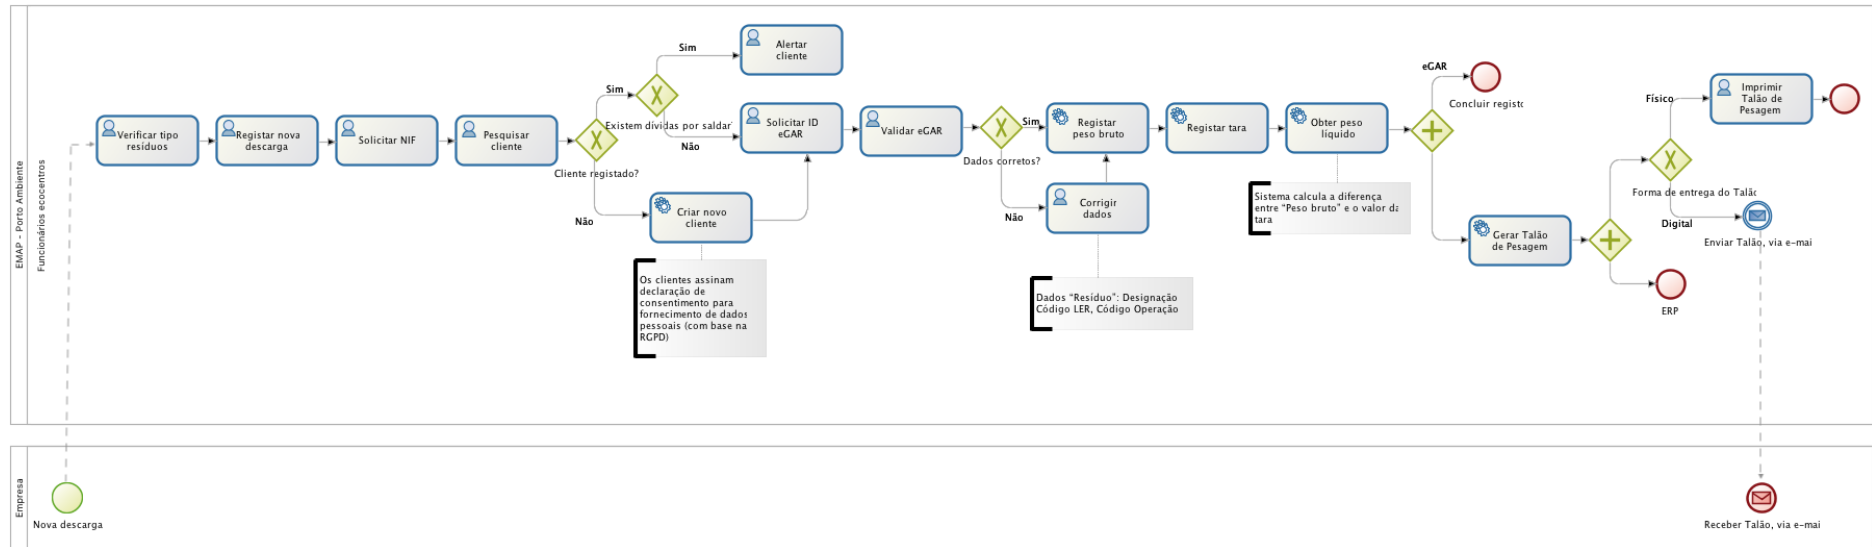 EMAP - Porto Ambiente
Funcionários ecocentros
Verificar tipo
resíduos
Registar nova
descarga
Solicitar NIF
Pesquisar
cliente
Cliente registado?
Sim
Não
Existem dívidas por saldar?
Sim
Não
Alertar
cliente
Criar novo
cliente
Os clientes assinam
declaração de
consentimento para
fornecimento de dados
pessoais (com base na
RGPD)
Solicitar ID
eGAR
Validar eGAR
Dados corretos?
Sim
Não
Corrigir
dados
Dados “Resíduo”: Designação
Código LER, Código Operação
Registar
peso bruto
Registar tara
Obter peso
líquido
Sistema calcula a diferença
entre “Peso bruto” e o valor da
tara
eGAR
Concluir registo
Gerar Talão
de Pesagem
ERP
Forma de entrega do Talão
Físico
Imprimir
Talão de
Pesagem
Digital
Enviar Talão, via e-mai
Empresa
Nova descarga
Receber Talão, via e-mai